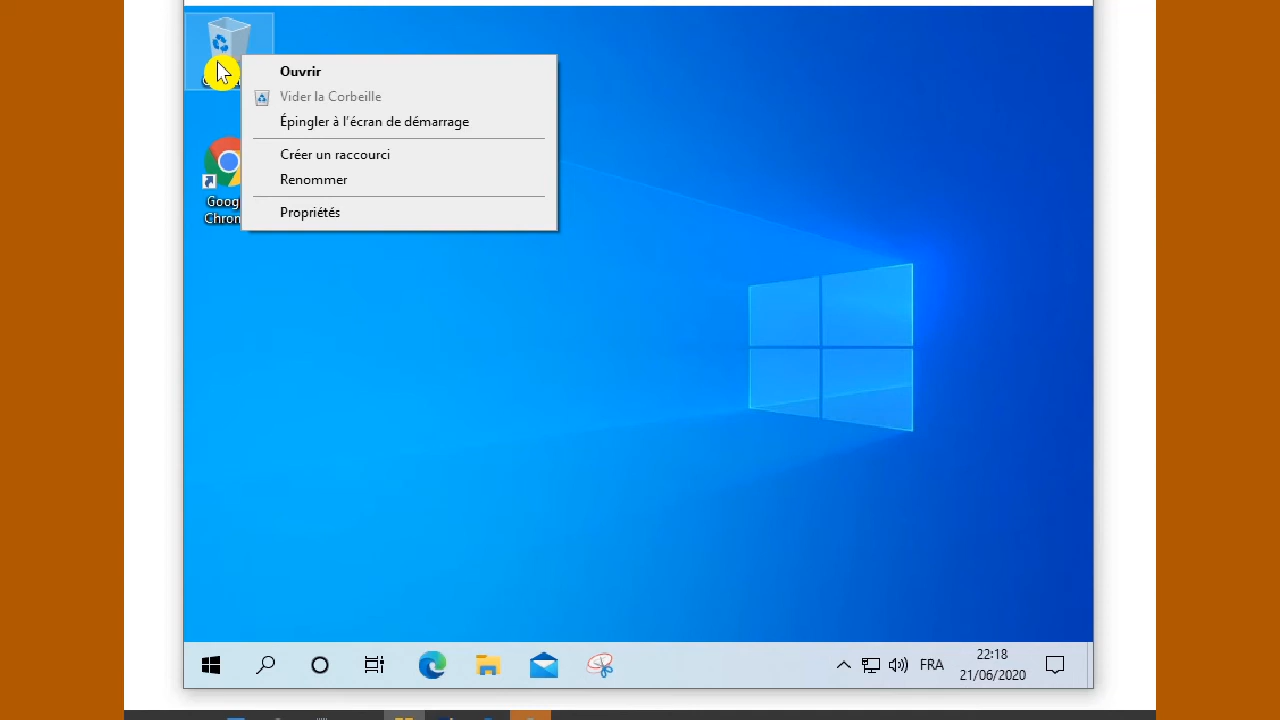 Ouvrir
Vider la Corbeille
Épingler à l'écran de démarrage
Créer un raccourci
Renommer
Propriétés
Goog
Chron
FRA
22:18
21/06/2020